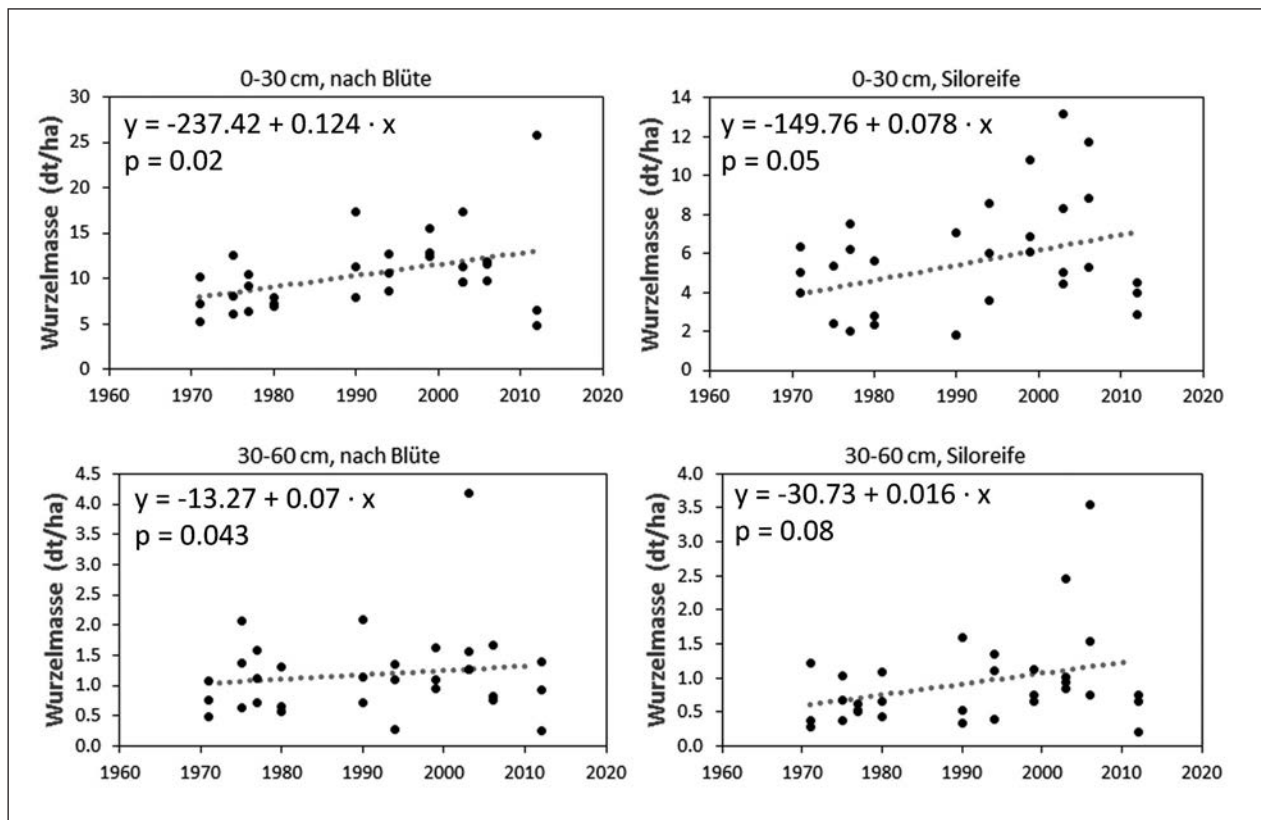 0-30 cm, nach Blüte
y = -237.42 + 0.124 · x
p = 0.02
Wurzelmasse (dt/ha)
30
25
20
15
10
5
0
1960 1970 1980 1990 2000 2010 2020
0-30 cm, Siloreife
y = -149.76 + 0.078 · x
p = 0.05
Wurzelmasse (dt/ha)
14
12
10
8
6
4
2
0
1960 1970 1980 1990 2000 2010 2020
30-60 cm, nach Blüte
y = -13.27 + 0.07 · x
p = 0.043
Wurzelmasse (dt/ha)
4.5
4.0
3.5
3.0
2.5
2.0
1.5
1.0
0.5
0.0
1960 1970 1980 1990 2000 2010 2020
30-60 cm, Siloreife
y = -30.73 + 0.016 · x
p = 0.08
Wurzelmasse (dt/ha)
4.0
3.5
3.0
2.5
2.0
1.5
1.0
0.5
0.0
1960 1970 1980 1990 2000 2010 2020